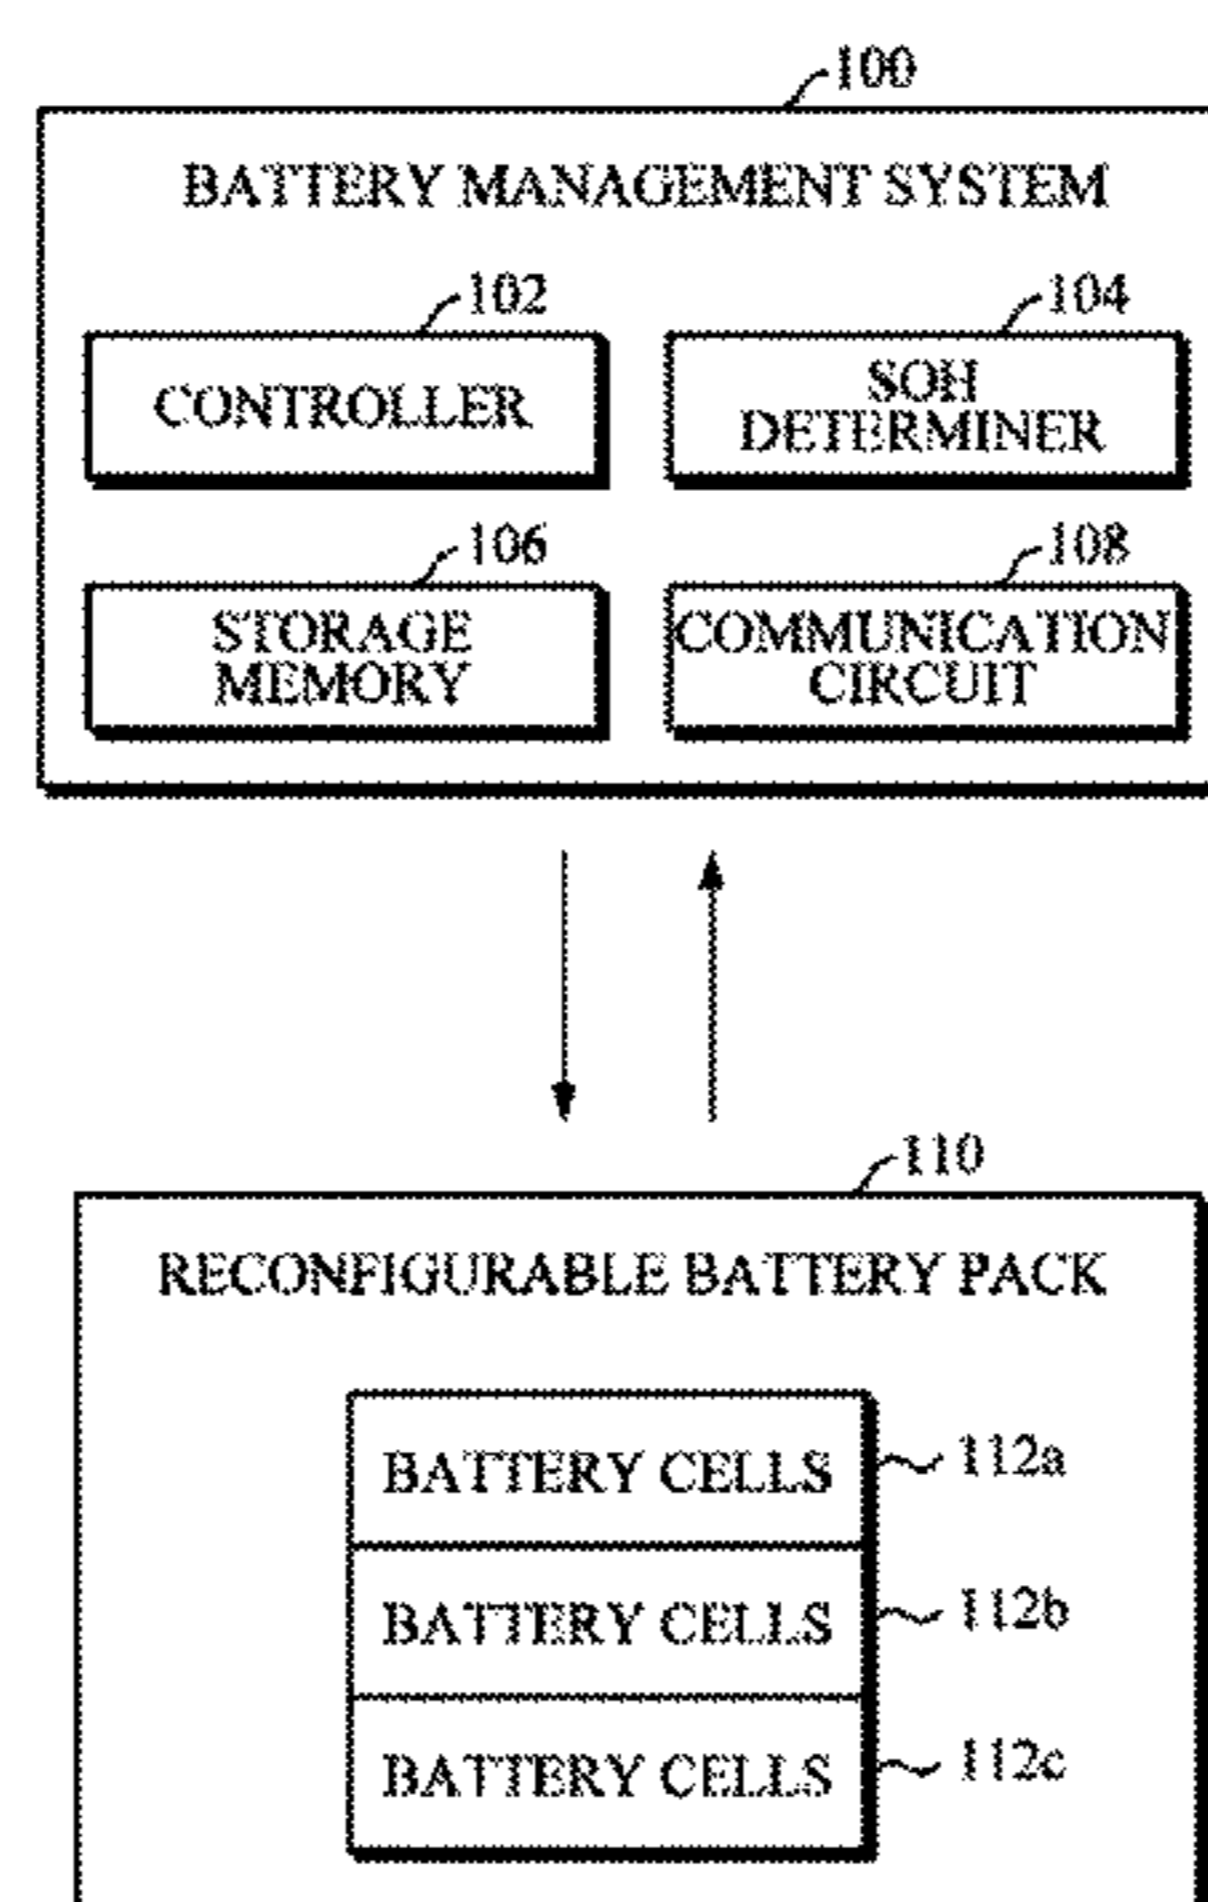 100
BATTERY MANAGEMENT SYSTEM
102
104
CONTROLLER
SOH
DETERMINER
106
108
STORAGE
MEMORY
COMMUNICATION
CIRCUIT
110
RECONFIGURABLE BATTERY PACK
BATTERY CELLS
112a
BATTERY CELLS
112b
BATTERY CELLS
112c